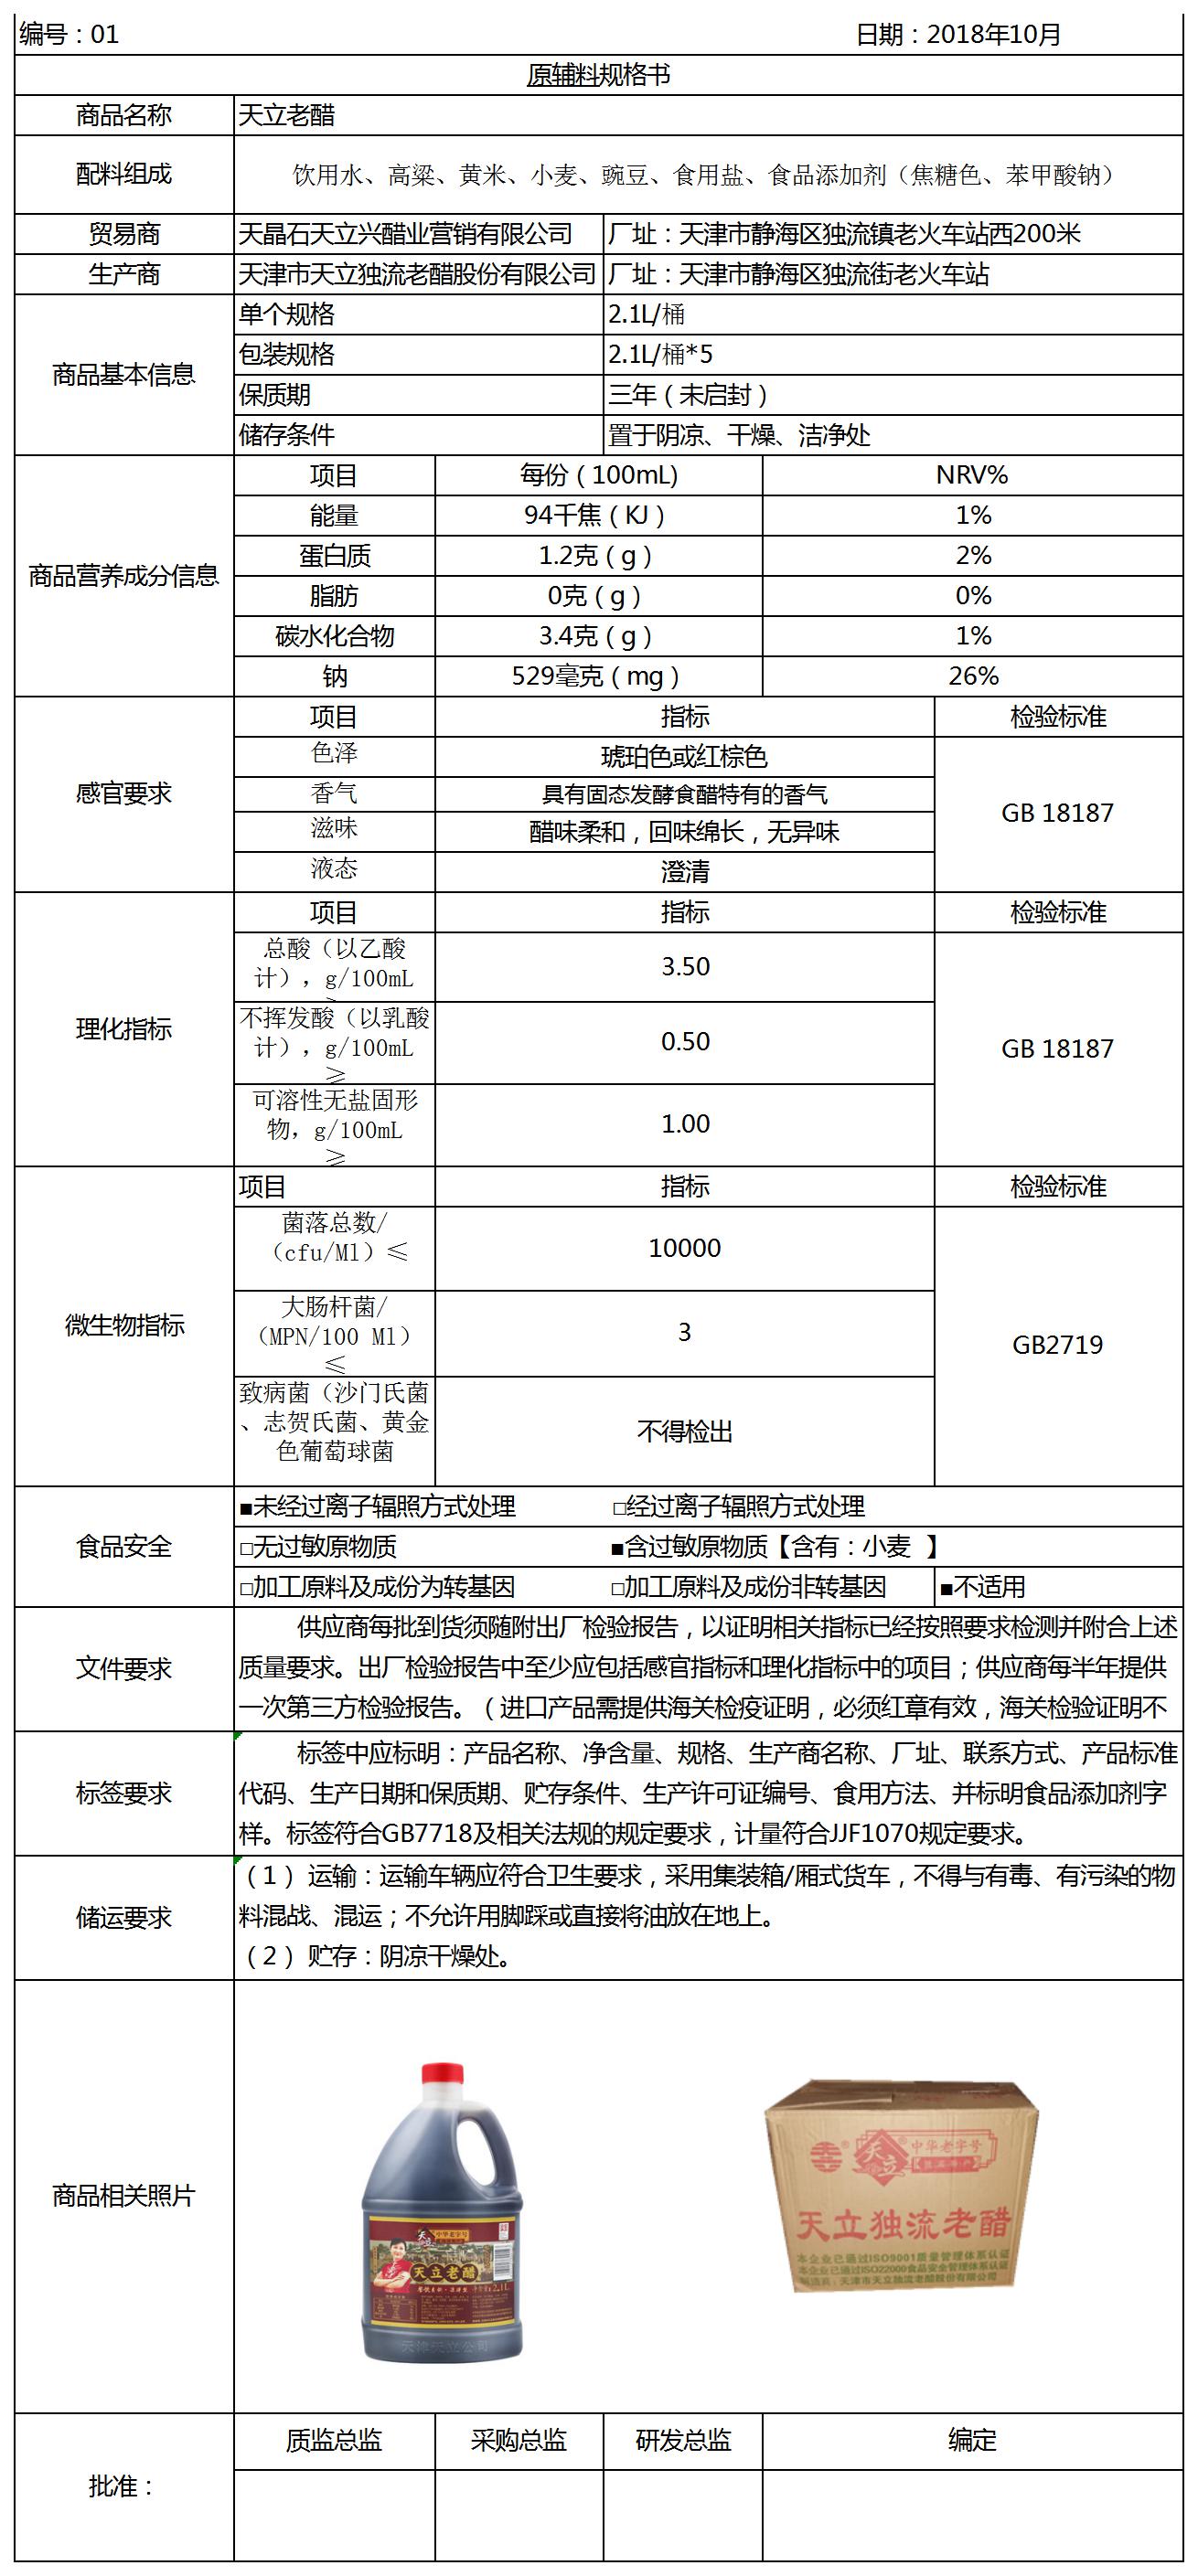 编号：01 日期：2018年10月
原辅料规格书
商品名称 天立老醋
配料组成 饮用水、高粱、黄米、小麦、豌豆、食用盐、食品添加剂（焦糖色、苯甲酸钠）
贸易商 天晶石天立兴醋业营销有限公司 厂址：天津市静海区独流镇老火车站西200米
生产商 天津市天立独流老醋股份有限公司 厂址：天津市静海区独流街老火车站
商品基本信息
单个规格 2.1L/桶
包装规格 2.1L/桶*5
保质期 三年（未启封）
储存条件 置于阴凉、干燥、洁净处
商品营养成分信息
项目 每份（100mL) NRV%
能量 94千焦（KJ） 1%
蛋白质 1.2克（g） 2%
脂肪 0克（g） 0%
碳水化合物 3.4克（g） 1%
钠 529毫克（mg） 26%
感官要求
项目 指标 检验标准
色泽 琥珀色或红棕色
香气 具有固态发酵食醋特有的香气
GB 18187
滋味 醋味柔和，回味绵长，无异味
液态 澄清
理化指标
项目 指标 检验标准
总酸（以乙酸
计），g/100mL
3.50
不挥发酸（以乳酸
计），g/100mL
≥
0.50
GB 18187
可溶性无盐固形
物，g/100mL
≥
1.00
微生物指标
项目 指标 检验标准
菌落总数/
（cfu/Ml）≤
10000
大肠杆菌/
（MPN/100 Ml）
≤
3
GB2719
致病菌（沙门氏菌
、志贺氏菌、黄金
色葡萄球菌
不得检出
食品安全
■未经过离子辐照方式处理 □经过离子辐照方式处理
□无过敏原物质 ■含过敏原物质【含有：小麦 】
□加工原料及成份为转基因 □加工原料及成份非转基因 ■不适用
文件要求
供应商每批到货须随附出厂检验报告，以证明相关指标已经按照要求检测并附合上述
质量要求。出厂检验报告中至少应包括感官指标和理化指标中的项目；供应商每半年提供
一次第三方检验报告。（进口产品需提供海关检疫证明，必须红章有效，海关检验证明不
标签要求
标签中应标明：产品名称、净含量、规格、生产商名称、厂址、联系方式、产品标准
代码、生产日期和保质期、贮存条件、生产许可证编号、食用方法、并标明食品添加剂字
样。标签符合GB7718及相关法规的规定要求，计量符合JJF1070规定要求。
储运要求
（1）运输：运输车辆应符合卫生要求，采用集装箱/厢式货车，不得与有毒、有污染的物
料混战、混运；不允许用脚踩或直接将油放在地上。
（2）贮存：阴凉干燥处。
商品相关照片
天立
中华老字号
天立老醋
2.1L
天立
中华老字号
天立独流老醋
本企业已通过ISO9001质量管理体系认证
本企业已通过ISO22000食品安全管理体系认证
制造商：天津市天立独流老醋股份有限公司
批准：
质监总监 采购总监 研发总监 编定